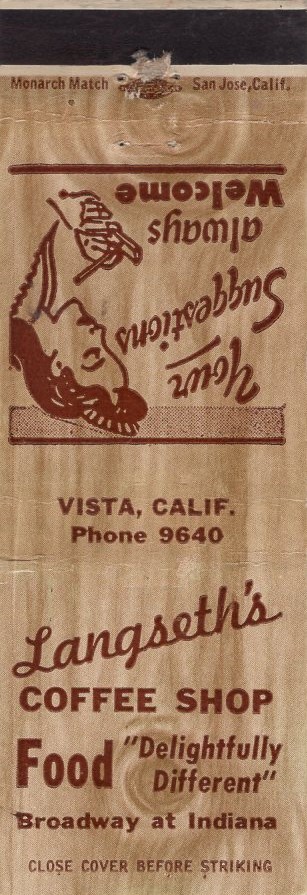 Monarch Match San Jose, Calif.
Your
Suggestions
always
Welcome
VISTA, CALIF.
Phone 9640
Langseth's
COFFEE SHOP
Food "Delightfully
Different"
Broadway at Indiana
CLOSE COVER BEFORE STRIKING